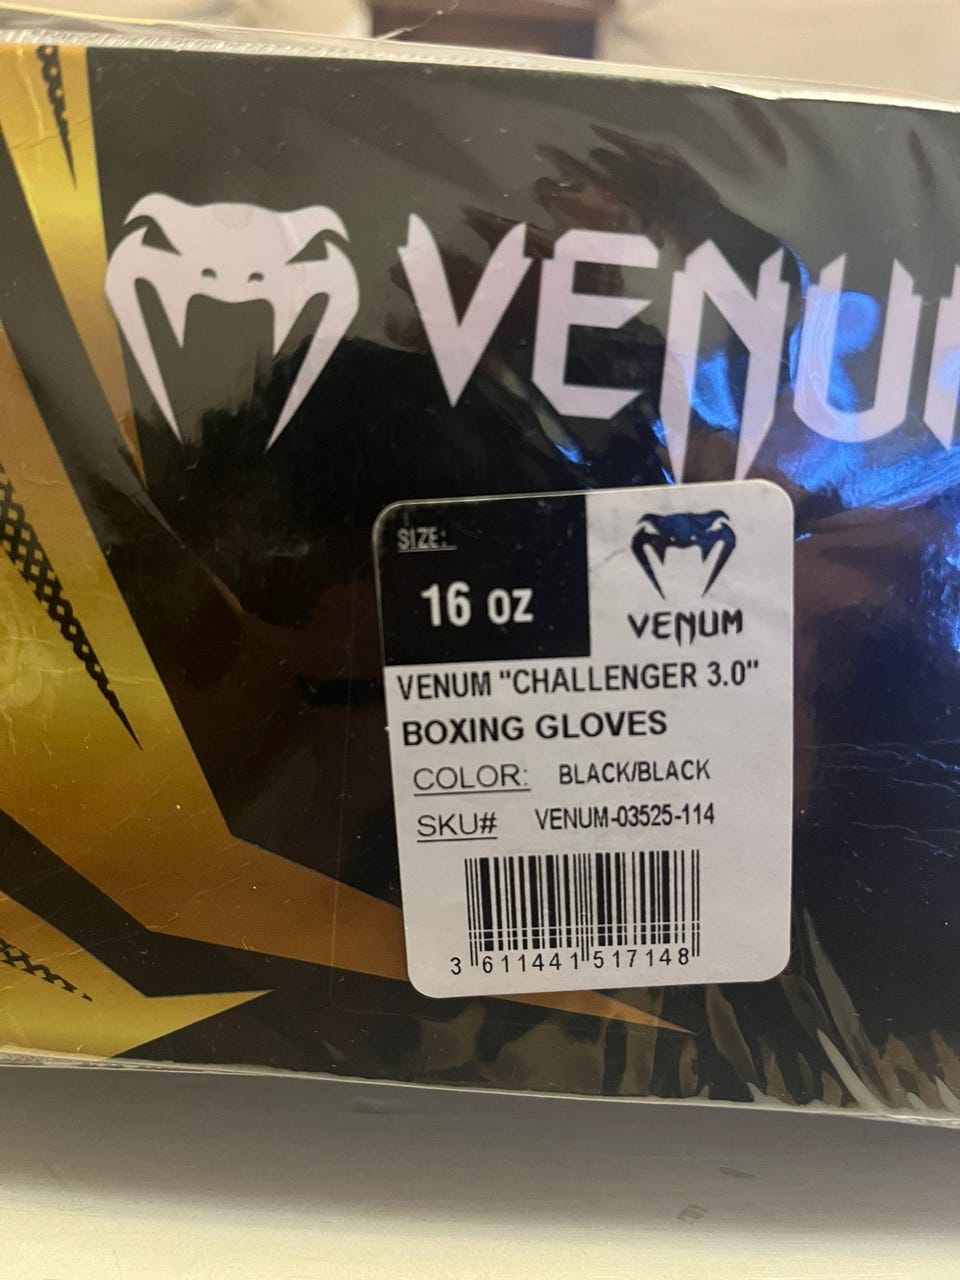 VENUM
SIZE:
16 oz
VENUM
VENUM "CHALLENGER 3.0"
BOXING GLOVES
COLOR: BLACK/BLACK
SKU# VENUM-03525-114
3 611441 517148